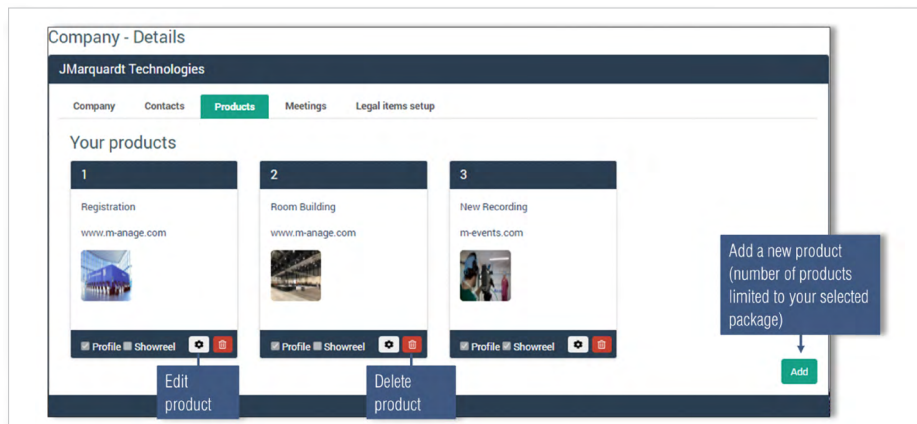 Company - Details
JMarquardt Technologies
Company Contacts Products Meetings Legal items setup
Your products
1 2 3
Registration Room Building New Recording
www.m-anage.com www.m-anage.com m-events.com
Add a new product
(number of products
limited to your selected
package)
Profile Showreel Profile Showreel Profile Showreel
Add
Edit
product
Delete
product